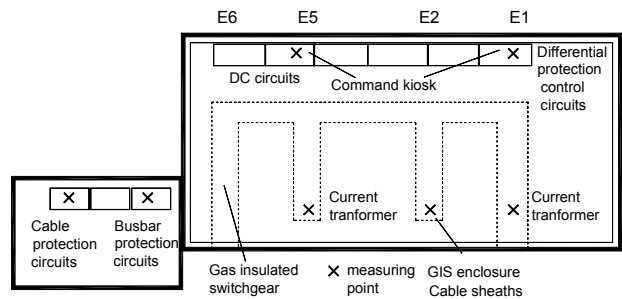 E6 E5 E2 E1
DC circuits
Command kiosk
Differential
protection
control
circuits
Current
tranformer
Current
tranformer
Cable
protection
circuits
Busbar
protection
circuits
Gas insulated
switchgear
measuring
point
GIS enclosure
Cable sheaths